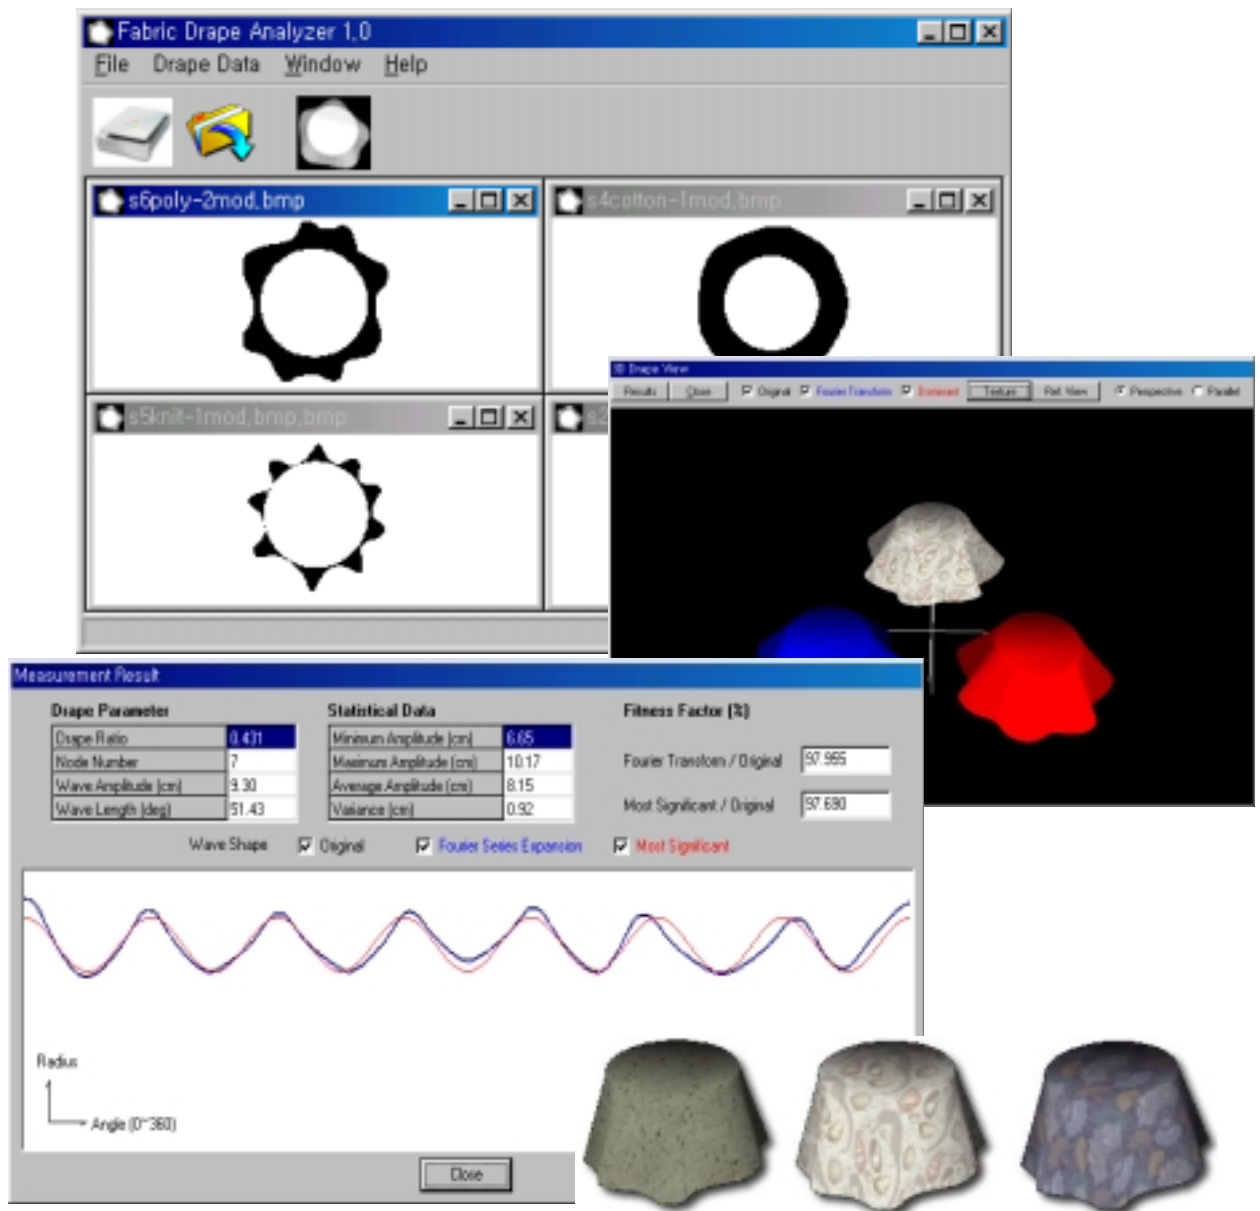 Fabric Drape Analyzer 1,0
File Drape Data Window Help
s6poly-2mod,bmp
s4cotton-1mod,bmp
s5knit-1mod,bmp,bmp
3D Drape View
Results Close Original Fourier Transform Dominant Texture Ref. View Perspective Parallel
Measurement Result
Drape Parameter Statistical Data Fitness Factor (%)
Drape Ratio 0.431 Minimum Amplitude (cm) 6.65
Node Number 7 Maximum Amplitude (cm) 10.17 Fourier Transform / Original 97.955
Wave Amplitude (cm) 9.30 Average Amplitude (cm) 8.15
Wave Length (deg) 51.43 Variance (cm) 0.92 Most Significant / Original 97.690
Wave Shape Original Fourier Series Expansion Most Significant
Radius
Angle (0~360)
Close